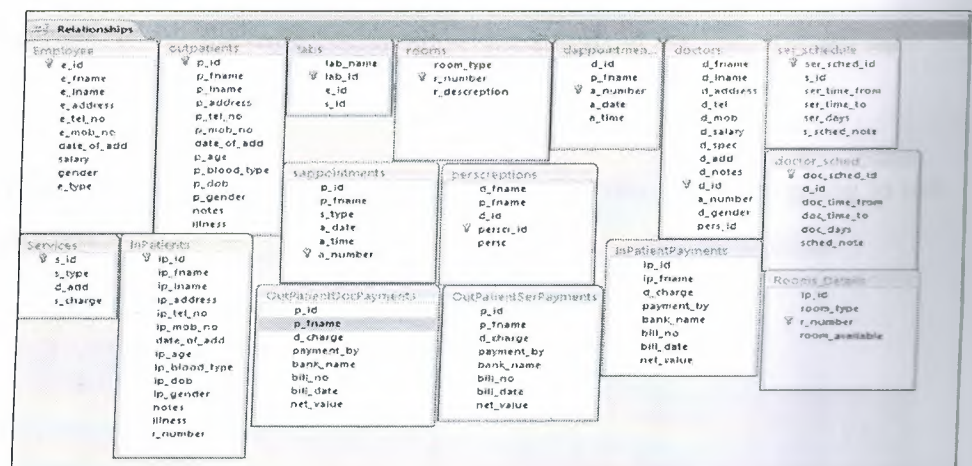 Relationships
Employee
e_id
e_fname
e_lname
e_address
e_tel_no
e_mob_no
date_of_add
salary
gender
e_type
outpatients
p_id
p_fname
p_lname
p_address
p_tel_no
p_mob_no
date_of_add
p_age
p_blood_type
p_dob
p_gender
notes
illness
labs
lab_name
lab_id
e_id
s_id
rooms
room_type
r_number
r_descreption
dappointmen...
d_id
p_fname
a_number
a_date
a_time
doctors
d_fname
d_lname
d_address
d_tel
d_mob
d_salary
d_spec
d_add
d_notes
d_id
a_number
d_gender
pers_id
ser_schedule
ser_sched_id
s_id
ser_time_from
ser_time_to
ser_days
s_sched_note
sappointments
p_id
p_fname
s_type
a_date
a_time
a_number
perscreptions
d_fname
p_fname
d_id
perscr_id
persc
doctor_sched
doc_sched_id
d_id
doc_time_from
doc_time_to
doc_days
sched_note
Services
s_id
s_type
d_add
s_charge
InPatients
ip_id
ip_fname
ip_lname
ip_address
ip_tel_no
ip_mob_no
date_of_add
ip_age
ip_blood_type
ip_dob
ip_gender
notes
illness
r_number
OutPatientDocPayments
p_id
p_fname
d_charge
payment_by
bank_name
bill_no
bill_date
net_value
OutPatientSerPayments
p_id
p_fname
d_charge
payment_by
bank_name
bill_no
bill_date
net_value
InPatientPayments
ip_id
ip_fname
d_charge
payment_by
bank_name
bill_no
bill_date
net_value
Rooms_Details
ip_id
room_type
r_number
room_available